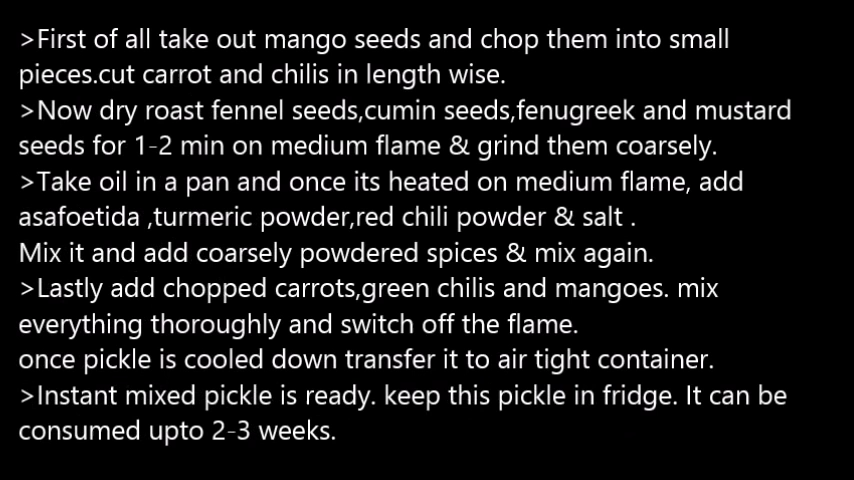 >First of all take out mango seeds and chop them into small
pieces.cut carrot and chilis in length wise.
>Now dry roast fennel seeds,cumin seeds,fenugreek and mustard
seeds for 1-2 min on medium flame & grind them coarsely.
>Take oil in a pan and once its heated on medium flame, add
asafoetida ,turmeric powder,red chili powder & salt .
Mix it and add coarsely powdered spices & mix again.
>Lastly add chopped carrots,green chilis and mangoes. mix
everything thoroughly and switch off the flame.
once pickle is cooled down transfer it to air tight container.
>Instant mixed pickle is ready. keep this pickle in fridge. It can be
consumed upto 2-3 weeks.